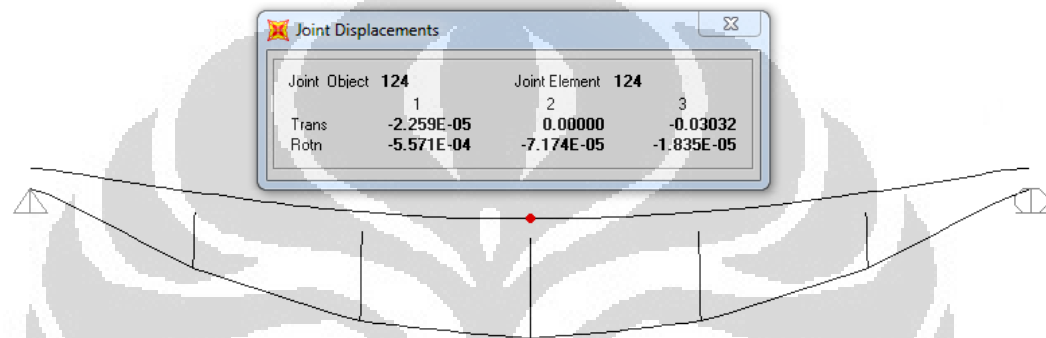 Joint Displacements
Joint Object 124 Joint Element 124
1 2 3
Trans -2.259E-05 0.00000 -0.03032
Rotn -5.571E-04 -7.174E-05 -1.835E-05